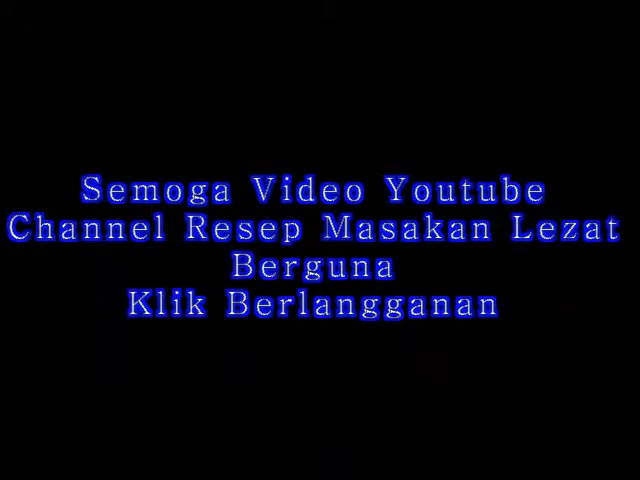 Semoga Video Youtube
Channel Resep Masakan Lezat
Berguna
Klik Berlangganan